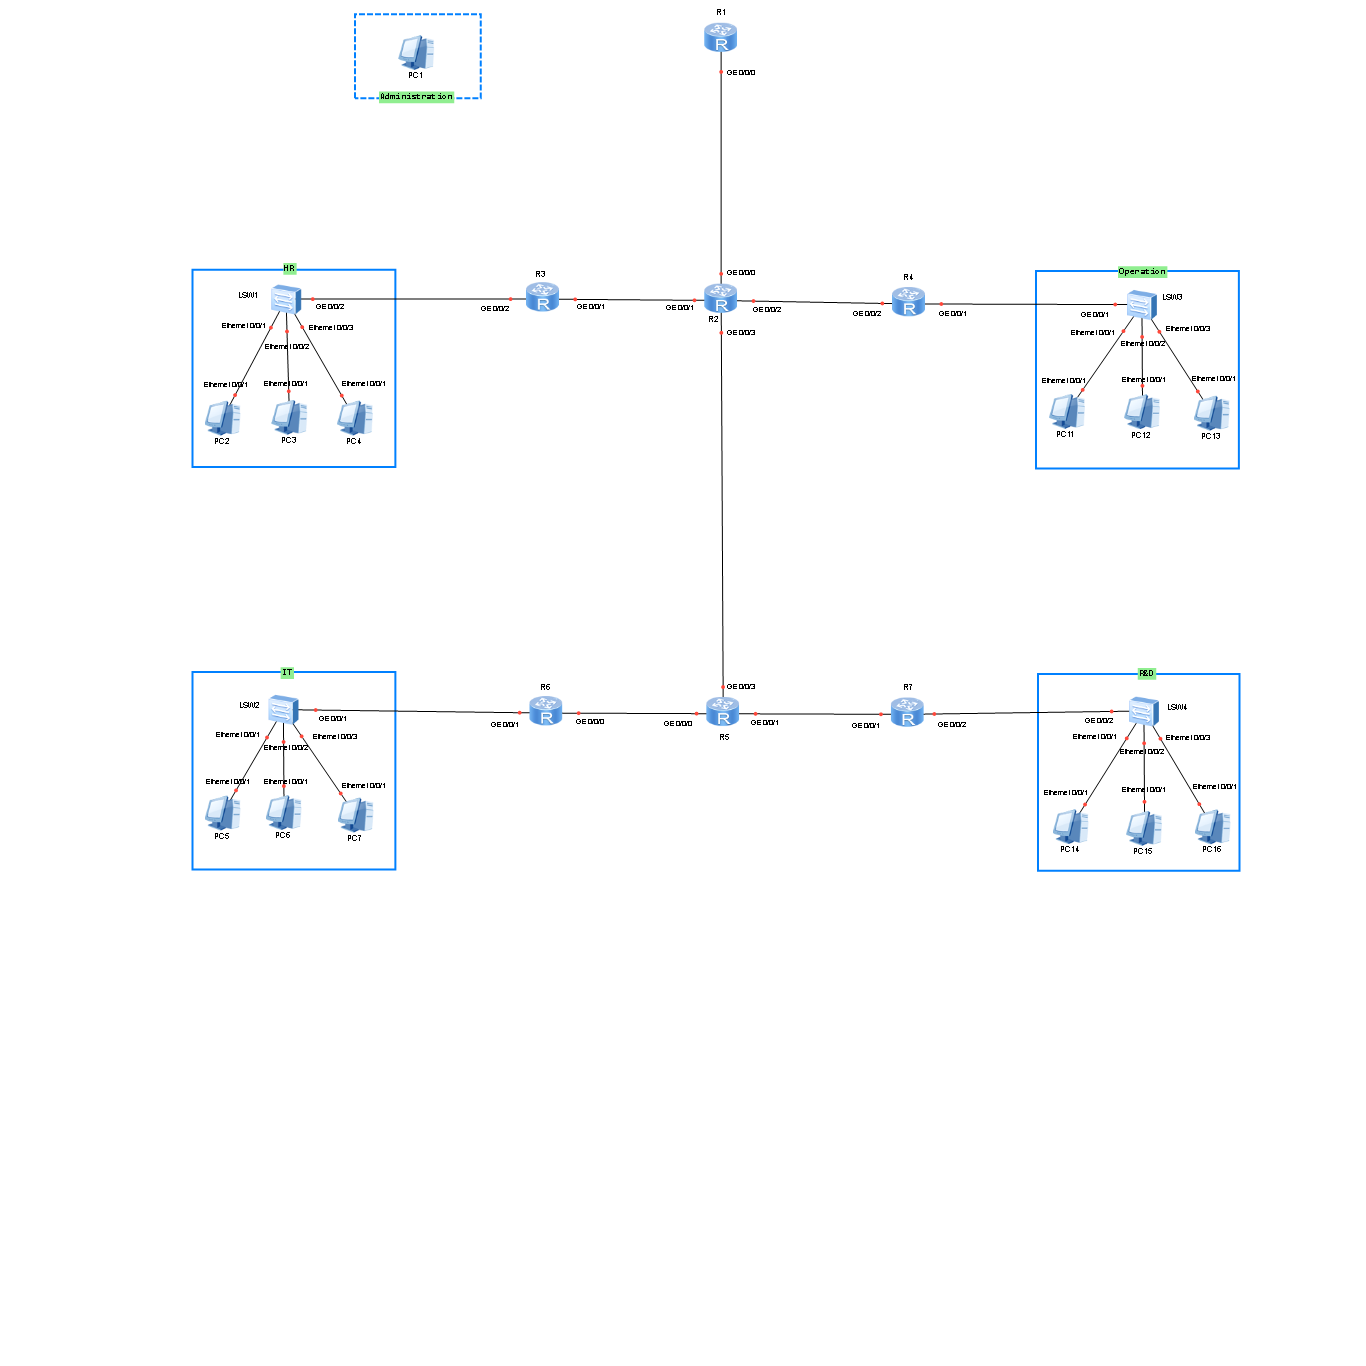 R1
GE0/0/0
PC1
Administration
HR
LSW1
GE0/0/2
Ethernet0/0/1
Ethernet0/0/3
Ethernet0/0/2
Ethernet0/0/1
Ethernet0/0/1
Ethernet0/0/1
PC2
PC3
PC4
R3
GE0/0/2
GE0/0/1
GE0/0/0
GE0/0/1
R2
GE0/0/2
GE0/0/3
R4
GE0/0/2
GE0/0/1
Operation
LSW3
GE0/0/1
Ethernet0/0/1
Ethernet0/0/3
Ethernet0/0/2
Ethernet0/0/1
Ethernet0/0/1
Ethernet0/0/1
PC11
PC12
PC13
IT
LSW2
GE0/0/1
Ethernet0/0/1
Ethernet0/0/3
Ethernet0/0/2
Ethernet0/0/1
Ethernet0/0/1
Ethernet0/0/1
PC5
PC6
PC7
R6
GE0/0/1
GE0/0/0
GE0/0/3
GE0/0/0
GE0/0/1
R5
R7
GE0/0/1
GE0/0/2
R&D
LSW4
GE0/0/2
Ethernet0/0/1
Ethernet0/0/3
Ethernet0/0/2
Ethernet0/0/1
Ethernet0/0/1
Ethernet0/0/1
PC14
PC15
PC16